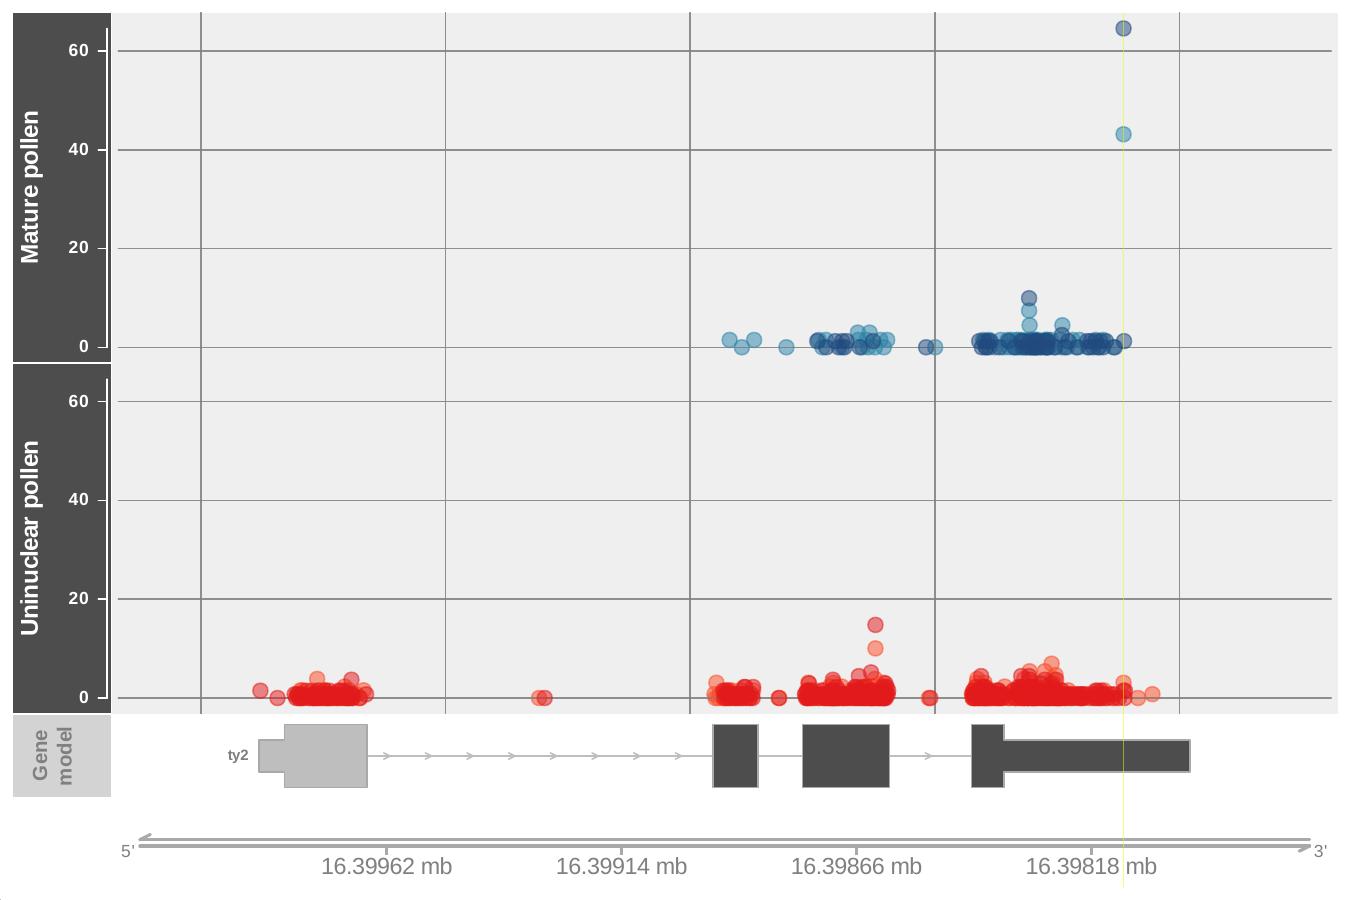 60
40
20
0
Mature pollen
60
40
20
0
Uninuclear pollen
Gene
model
ty2
5'
3'
16.39962 mb
16.39914 mb
16.39866 mb
16.39818 mb